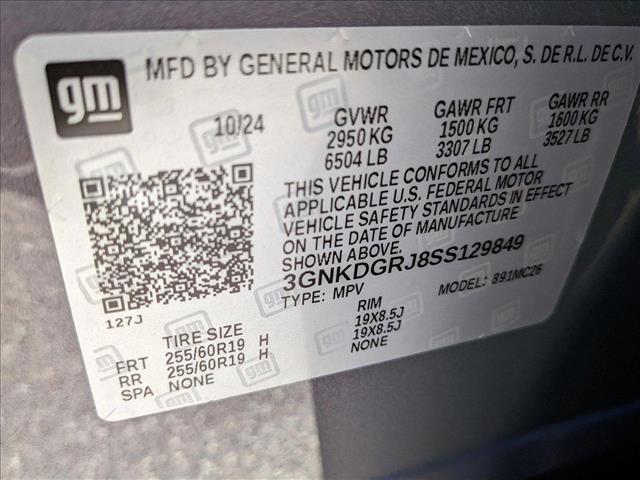 gm
MFD BY GENERAL MOTORS DE MEXICO, S. DE R.L. DE C.V.
10/24
GVWR
2950 KG
6504 LB
GAWR FRT
1500 KG
3307 LB
GAWR RR
1600 KG
3527 LB
THIS VEHICLE CONFORMS TO ALL
APPLICABLE U.S. FEDERAL MOTOR
VEHICLE SAFETY STANDARDS IN EFFECT
ON THE DATE OF MANUFACTURE
SHOWN ABOVE.
3GNKDGRJ8SS129849
TYPE: MPV
MODEL: 891MC26
127J
TIRE SIZE
RIM
FRT 255/60R19 H 19X8.5J
RR 255/60R19 H 19X8.5J
SPA NONE NONE